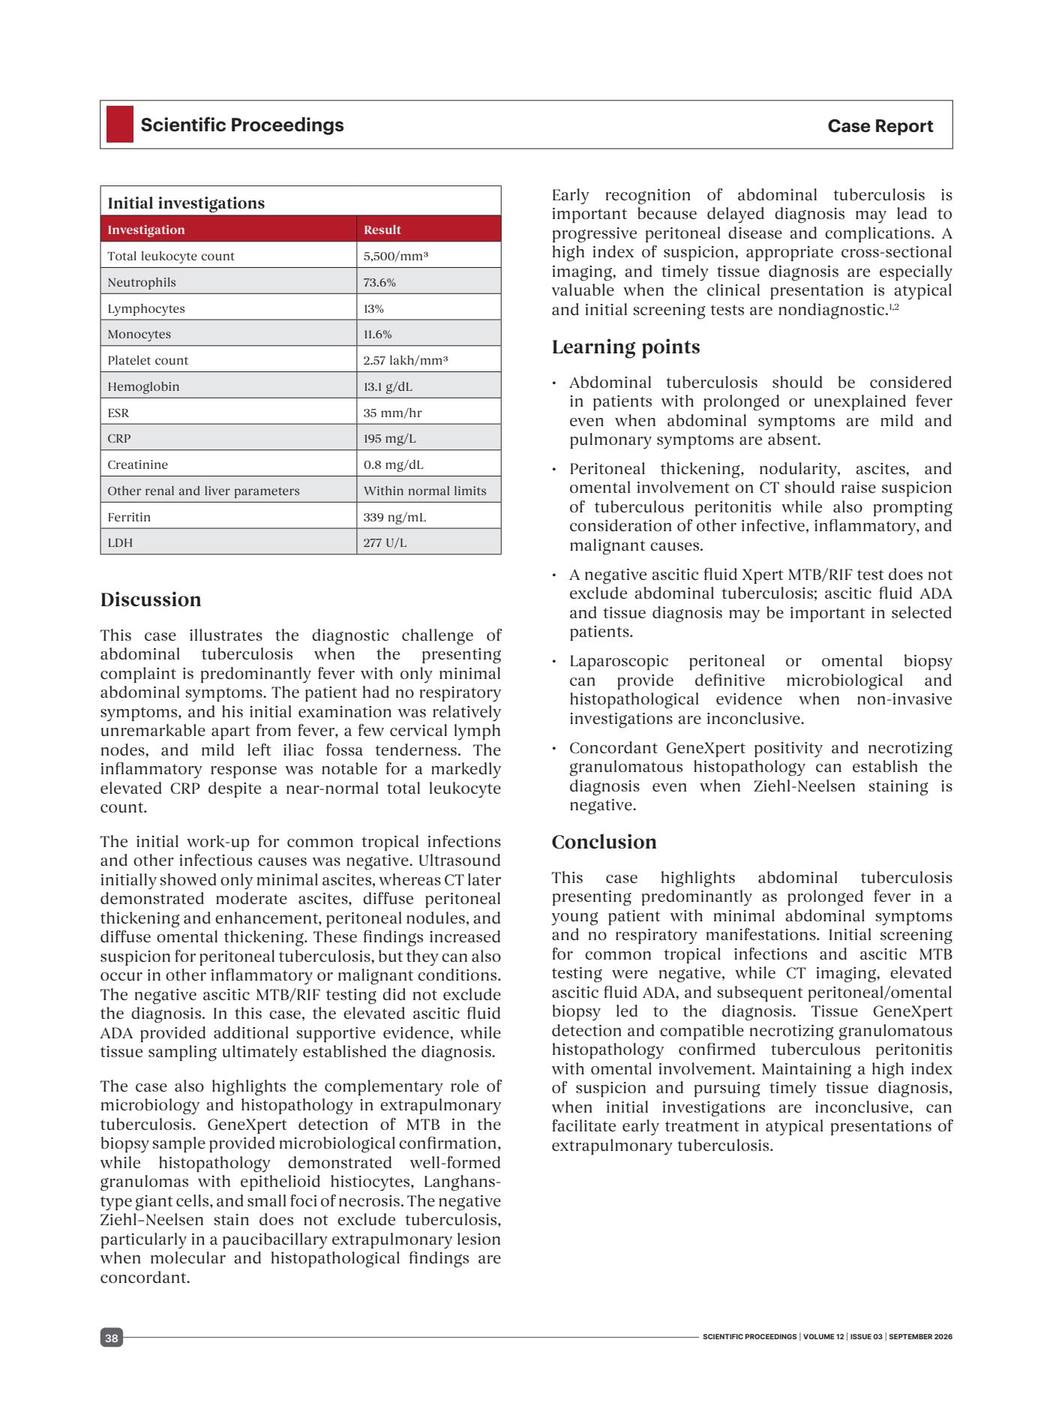 Scientific Proceedings
Case Report
Initial investigations
Investigation Result
Total leukocyte count 5,500/mm³
Neutrophils 73.6%
Lymphocytes 13%
Monocytes 11.6%
Platelet count 2.57 lakh/mm³
Hemoglobin 13.1 g/dL
ESR 35 mm/hr
CRP 195 mg/L
Creatinine 0.8 mg/dL
Other renal and liver parameters Within normal limits
Ferritin 339 ng/mL
LDH 277 U/L
Discussion
This case illustrates the diagnostic challenge of
abdominal tuberculosis when the presenting
complaint is predominantly fever with only minimal
abdominal symptoms. The patient had no respiratory
symptoms, and his initial examination was relatively
unremarkable apart from fever, a few cervical lymph
nodes, and mild left iliac fossa tenderness. The
inflammatory response was notable for a markedly
elevated CRP despite a near-normal total leukocyte
count.
The initial work-up for common tropical infections
and other infectious causes was negative. Ultrasound
initially showed only minimal ascites, whereas CT later
demonstrated moderate ascites, diffuse peritoneal
thickening and enhancement, peritoneal nodules, and
diffuse omental thickening. These findings increased
suspicion for peritoneal tuberculosis, but they can also
occur in other inflammatory or malignant conditions.
The negative ascitic MTB/RIF testing did not exclude
the diagnosis. In this case, the elevated ascitic fluid
ADA provided additional supportive evidence, while
tissue sampling ultimately established the diagnosis.
The case also highlights the complementary role of
microbiology and histopathology in extrapulmonary
tuberculosis. GeneXpert detection of MTB in the
biopsy sample provided microbiological confirmation,
while histopathology demonstrated well-formed
granulomas with epithelioid histiocytes, Langhans-
type giant cells, and small foci of necrosis. The negative
Ziehl–Neelsen stain does not exclude tuberculosis,
particularly in a paucibacillary extrapulmonary lesion
when molecular and histopathological findings are
concordant.
Early recognition of abdominal tuberculosis is
important because delayed diagnosis may lead to
progressive peritoneal disease and complications. A
high index of suspicion, appropriate cross-sectional
imaging, and timely tissue diagnosis are especially
valuable when the clinical presentation is atypical
and initial screening tests are nondiagnostic.1,2
Learning points
• Abdominal tuberculosis should be considered
in patients with prolonged or unexplained fever
even when abdominal symptoms are mild and
pulmonary symptoms are absent.
• Peritoneal thickening, nodularity, ascites, and
omental involvement on CT should raise suspicion
of tuberculous peritonitis while also prompting
consideration of other infective, inflammatory, and
malignant causes.
• A negative ascitic fluid Xpert MTB/RIF test does not
exclude abdominal tuberculosis; ascitic fluid ADA
and tissue diagnosis may be important in selected
patients.
• Laparoscopic peritoneal or omental biopsy
can provide definitive microbiological and
histopathological evidence when non-invasive
investigations are inconclusive.
• Concordant GeneXpert positivity and necrotizing
granulomatous histopathology can establish the
diagnosis even when Ziehl-Neelsen staining is
negative.
Conclusion
This case highlights abdominal tuberculosis
presenting predominantly as prolonged fever in a
young patient with minimal abdominal symptoms
and no respiratory manifestations. Initial screening
for common tropical infections and ascitic MTB
testing were negative, while CT imaging, elevated
ascitic fluid ADA, and subsequent peritoneal/omental
biopsy led to the diagnosis. Tissue GeneXpert
detection and compatible necrotizing granulomatous
histopathology confirmed tuberculous peritonitis
with omental involvement. Maintaining a high index
of suspicion and pursuing timely tissue diagnosis,
when initial investigations are inconclusive, can
facilitate early treatment in atypical presentations of
extrapulmonary tuberculosis.
38
SCIENTIFIC PROCEEDINGS | VOLUME 12 | ISSUE 03 | SEPTEMBER 2026